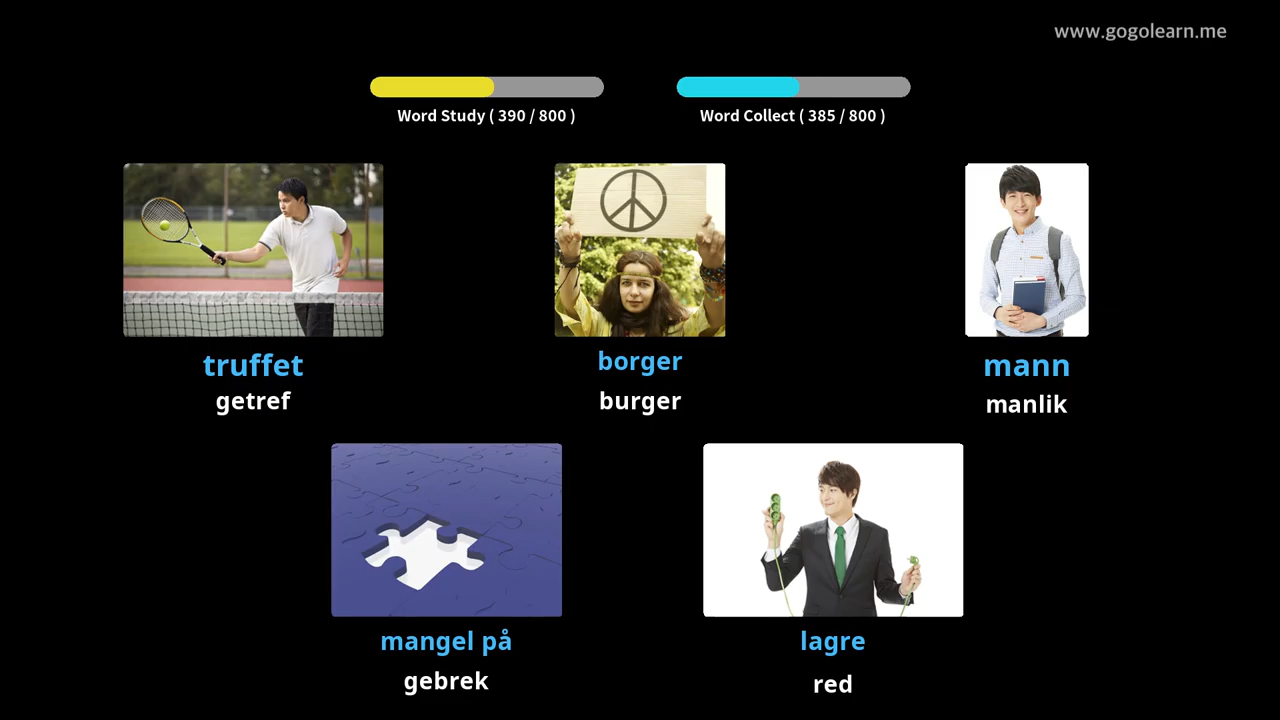 www.gogolearn.me
Word Study ( 390 / 800 )
Word Collect ( 385 / 800 )
truffet
getref
borger
burger
mann
manlik
mangel på
gebrek
lagre
red